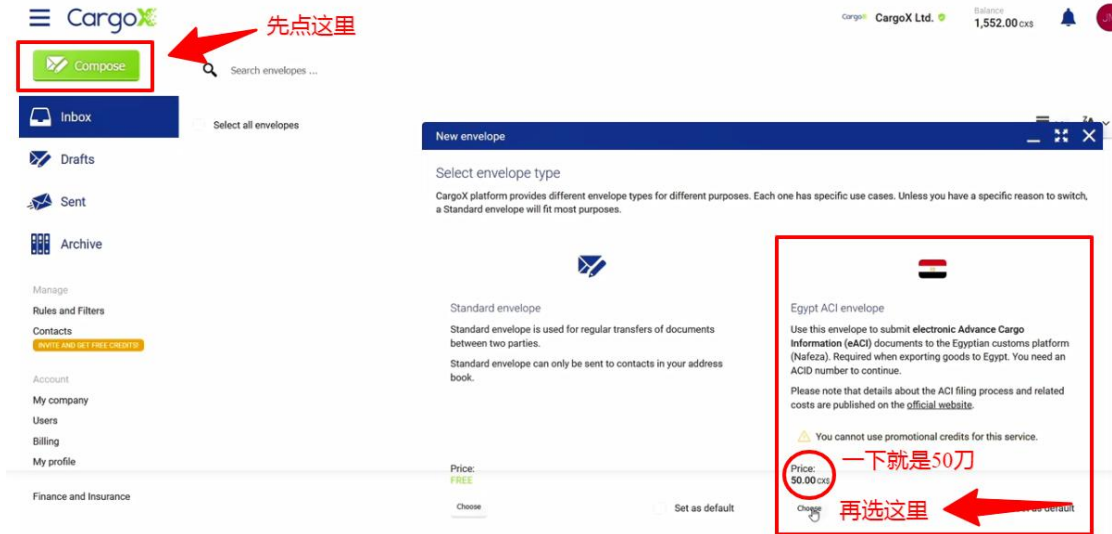 CargoX
先点这里
Cargo
CargoX Ltd.
Balance
1,552.00 CXS
Compose
Search envelopes ...
Inbox
Select all envelopes
Drafts
Sent
Archive
Manage
Rules and Filters
Contacts
INVITE AND GET FREE CREDITS!
Account
My company
Users
Billing
My profile
Finance and Insurance
New envelope
Select envelope type
CargoX platform provides different envelope types for different purposes. Each one has specific use cases. Unless you have a specific reason to switch,
a Standard envelope will fit most purposes.
Standard envelope
Standard envelope is used for regular transfers of documents
between two parties.
Standard envelope can only be sent to contacts in your address
book.
Price:
FREE
Choose
Set as default
Egypt ACI envelope
Use this envelope to submit electronic Advance Cargo
Information (eACI) documents to the Egyptian customs platform
(Nafeza). Required when exporting goods to Egypt. You need an
ACID number to continue.
Please note that details about the ACI filing process and related
costs are published on the official website.
You cannot use promotional credits for this service.
Price:
50.00 CXS
一下就是50刀
Choose
再选这里
as default